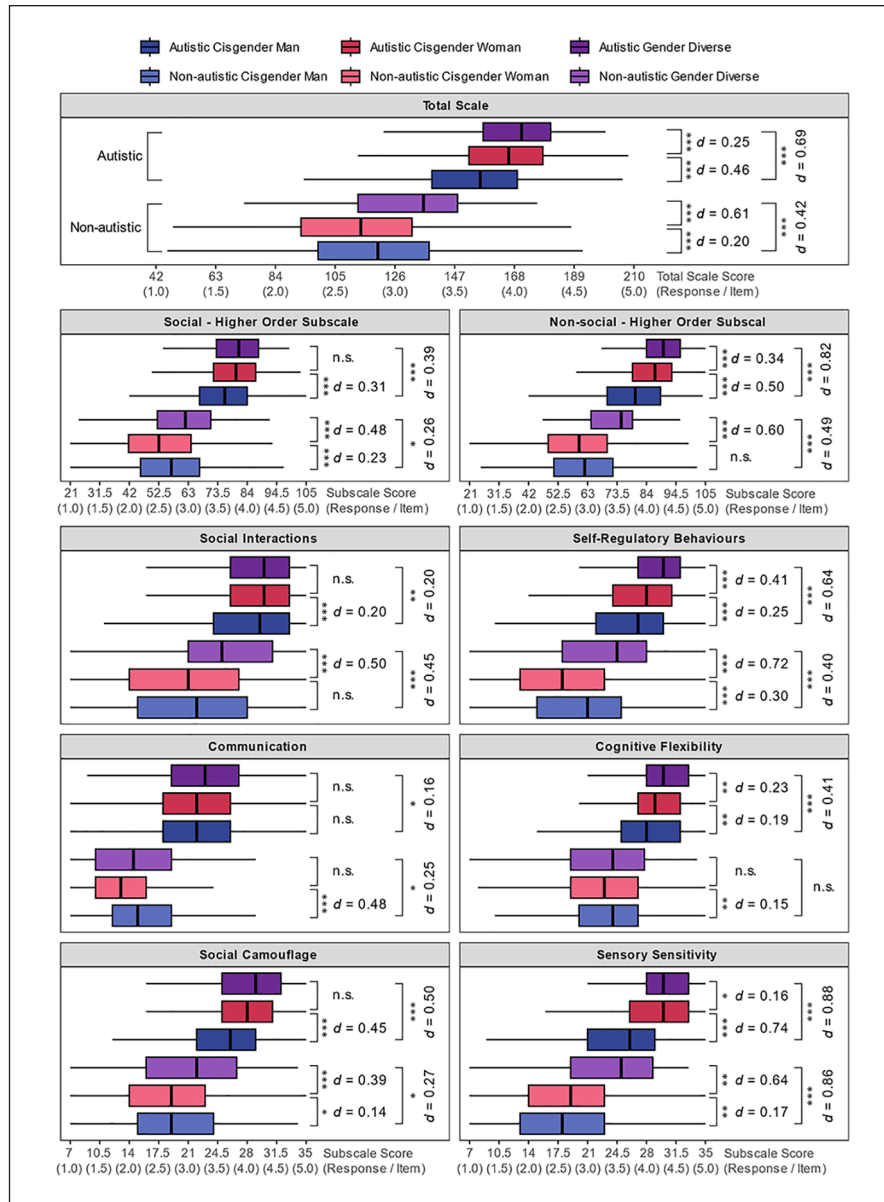 Autistic Cisgender Man Autistic Cisgender Woman Autistic Gender Diverse
Non-autistic Cisgender Man Non-autistic Cisgender Woman Non-autistic Gender Diverse
Total Scale
Autistic
*** d = 0.25
*** d = 0.46
*** d = 0.69
Non-autistic
*** d = 0.61
*** d = 0.20
*** d = 0.42
42 63 84 105 126 147 168 189 210 Total Scale Score
(1.0) (1.5) (2.0) (2.5) (3.0) (3.5) (4.0) (4.5) (5.0) (Response / Item)
Social - Higher Order Subscale
n.s.
*** d = 0.31
*** d = 0.39
*** d = 0.48
*** d = 0.23
* d = 0.26
21 31.5 42 52.5 63 73.5 84 94.5 105 Subscale Score
(1.0) (1.5) (2.0) (2.5) (3.0) (3.5) (4.0) (4.5) (5.0) (Response / Item)
Non-social - Higher Order Subscal
*** d = 0.34
*** d = 0.50
*** d = 0.82
*** d = 0.60
n.s.
*** d = 0.49
21 31.5 42 52.5 63 73.5 84 94.5 105 Subscale Score
(1.0) (1.5) (2.0) (2.5) (3.0) (3.5) (4.0) (4.5) (5.0) (Response / Item)
Social Interactions
n.s.
*** d = 0.20
** d = 0.20
*** d = 0.50
n.s.
*** d = 0.45
Self-Regulatory Behaviours
*** d = 0.41
*** d = 0.25
*** d = 0.64
*** d = 0.72
*** d = 0.30
*** d = 0.40
Communication
n.s.
n.s.
* d = 0.16
n.s.
*** d = 0.48
* d = 0.25
Cognitive Flexibility
** d = 0.23
** d = 0.19
*** d = 0.41
n.s.
** d = 0.15
n.s.
Social Camouflage
n.s.
*** d = 0.45
*** d = 0.50
*** d = 0.39
* d = 0.14
* d = 0.27
7 10.5 14 17.5 21 24.5 28 31.5 35 Subscale Score
(1.0) (1.5) (2.0) (2.5) (3.0) (3.5) (4.0) (4.5) (5.0) (Response / Item)
Sensory Sensitivity
* d = 0.16
*** d = 0.74
*** d = 0.88
** d = 0.64
** d = 0.17
*** d = 0.86
7 10.5 14 17.5 21 24.5 28 31.5 35 Subscale Score
(1.0) (1.5) (2.0) (2.5) (3.0) (3.5) (4.0) (4.5) (5.0) (Response / Item)